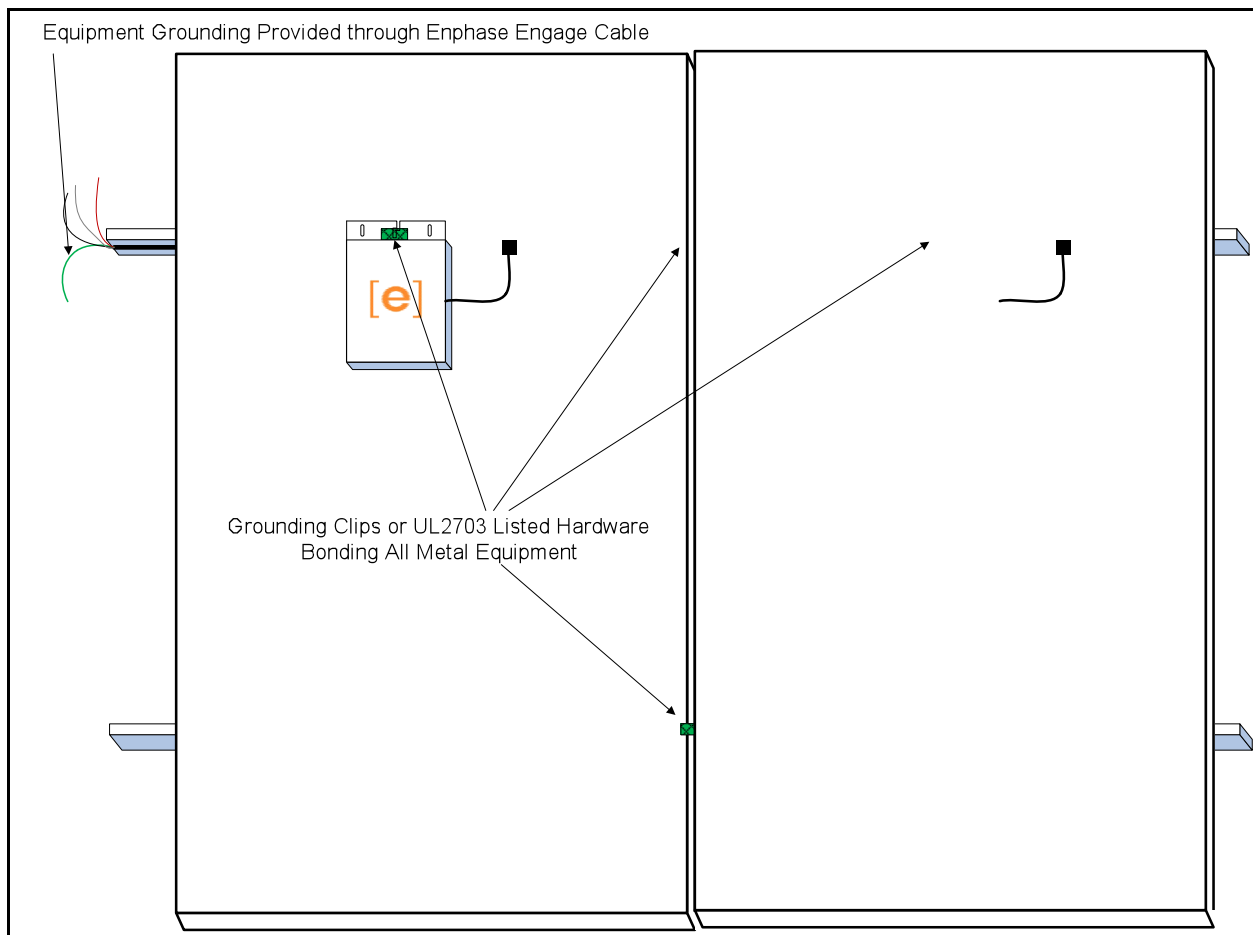 Equipment Grounding Provided through Enphase Engage Cable
[e]
Grounding Clips or UL2703 Listed Hardware
Bonding All Metal Equipment